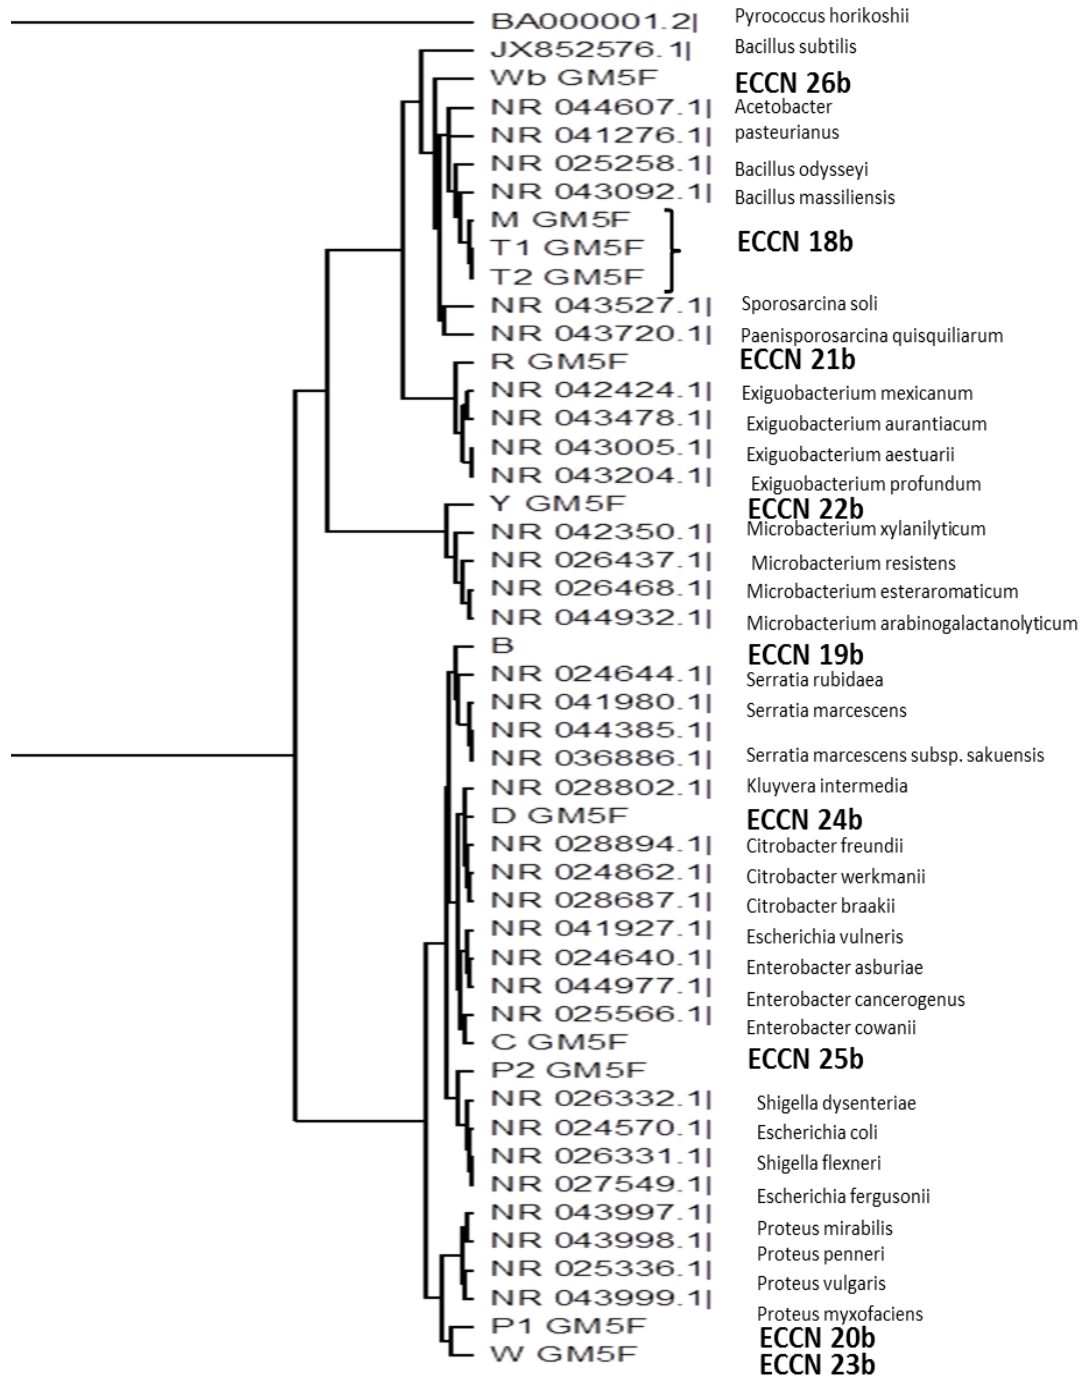 BA000001.2| Pyrococcus horikoshii
JX852576.1| Bacillus subtilis
Wb GM5F ECCN 26b
NR 044607.1| Acetobacter
NR 041276.1| pasteurianus
NR 025258.1| Bacillus odysseyi
NR 043092.1| Bacillus massiliensis
M GM5F
T1 GM5F ECCN 18b
T2 GM5F
NR 043527.1| Sporosarcina soli
NR 043720.1| Paenisporosarcina quisquiliarum
R GM5F ECCN 21b
NR 042424.1| Exiguobacterium mexicanum
NR 043478.1| Exiguobacterium aurantiacum
NR 043005.1| Exiguobacterium aestuarii
NR 043204.1| Exiguobacterium profundum
Y GM5F ECCN 22b
NR 042350.1| Microbacterium xylanilyticum
NR 026437.1| Microbacterium resistens
NR 026468.1| Microbacterium esteraromaticum
NR 044932.1| Microbacterium arabinogalactanolyticum
B ECCN 19b
NR 024644.1| Serratia rubidaea
NR 041980.1| Serratia marcescens
NR 044385.1|
NR 036886.1| Serratia marcescens subsp. sakuensis
NR 028802.1| Kluyvera intermedia
D GM5F ECCN 24b
NR 028894.1| Citrobacter freundii
NR 024862.1| Citrobacter werkmanii
NR 028687.1| Citrobacter braakii
NR 041927.1| Escherichia vulneris
NR 024640.1| Enterobacter asburiae
NR 044977.1| Enterobacter cancerogenus
NR 025566.1| Enterobacter cowanii
C GM5F ECCN 25b
P2 GM5F
NR 026332.1| Shigella dysenteriae
NR 024570.1| Escherichia coli
NR 026331.1| Shigella flexneri
NR 027549.1| Escherichia fergusonii
NR 043997.1| Proteus mirabilis
NR 043998.1| Proteus penneri
NR 025336.1| Proteus vulgaris
NR 043999.1| Proteus myxofaciens
P1 GM5F ECCN 20b
W GM5F ECCN 23b